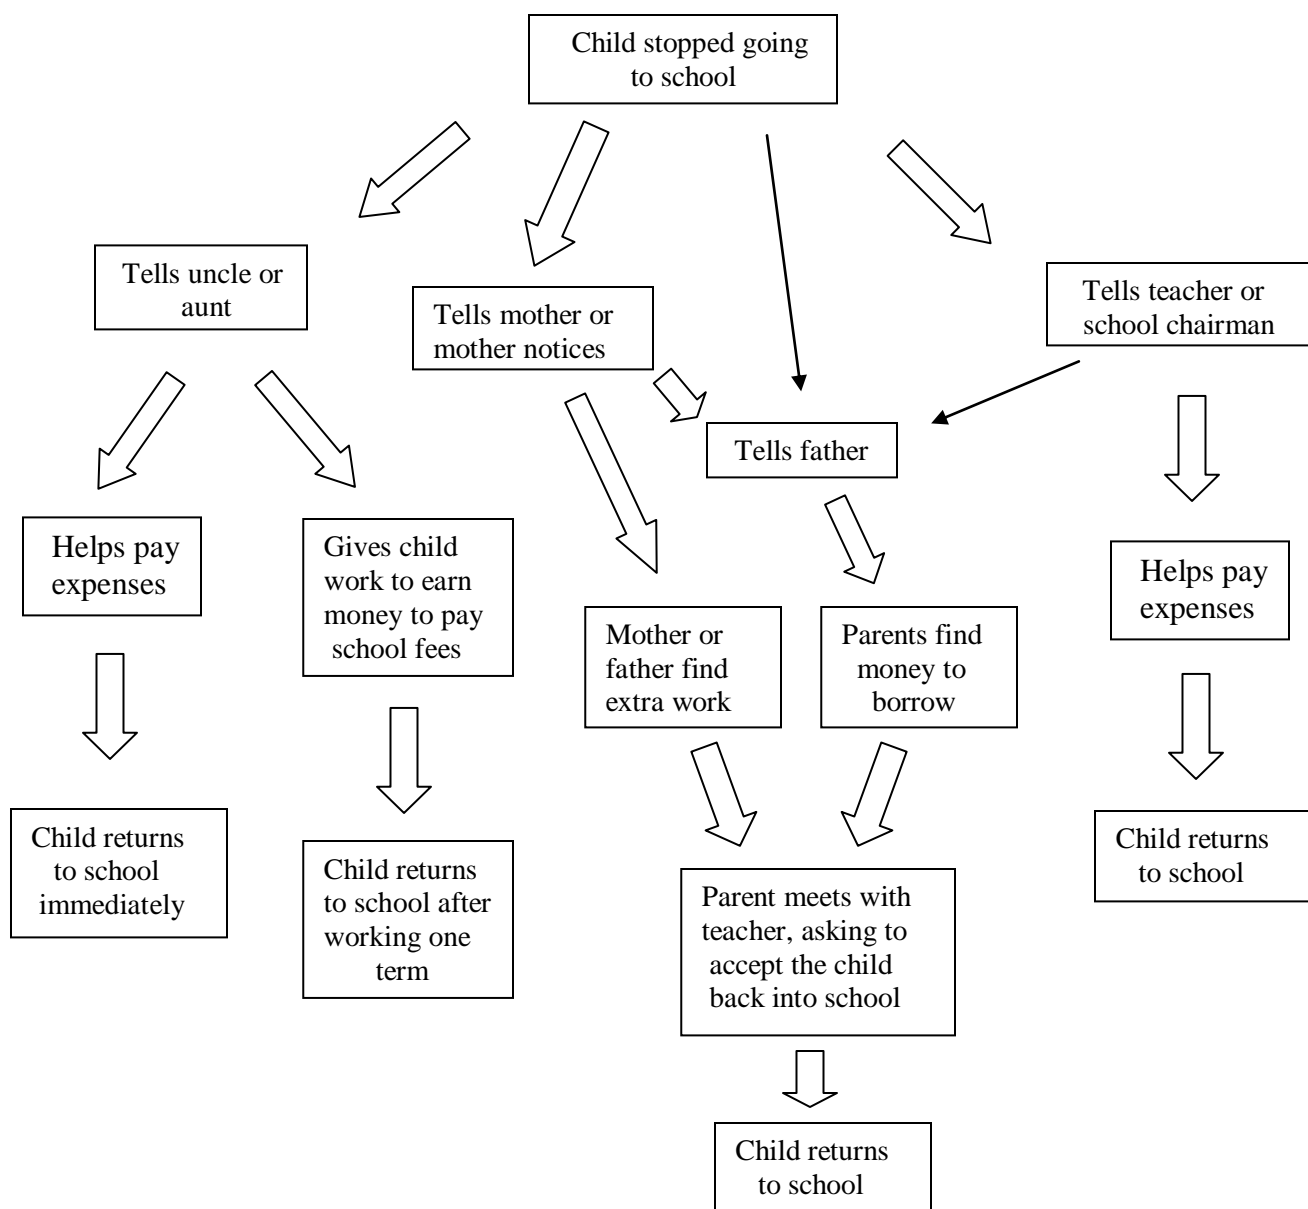 Child stopped going
to school
Tells uncle or
aunt
Tells mother or
mother notices
Tells teacher or
school chairman
Tells father
Helps pay
expenses
Gives child
work to earn
money to pay
school fees
Mother or
father find
extra work
Parents find
money to
borrow
Helps pay
expenses
Child returns
to school
immediately
Child returns
to school after
working one
term
Parent meets with
teacher, asking to
accept the child
back into school
Child returns
to school
Child returns
to school